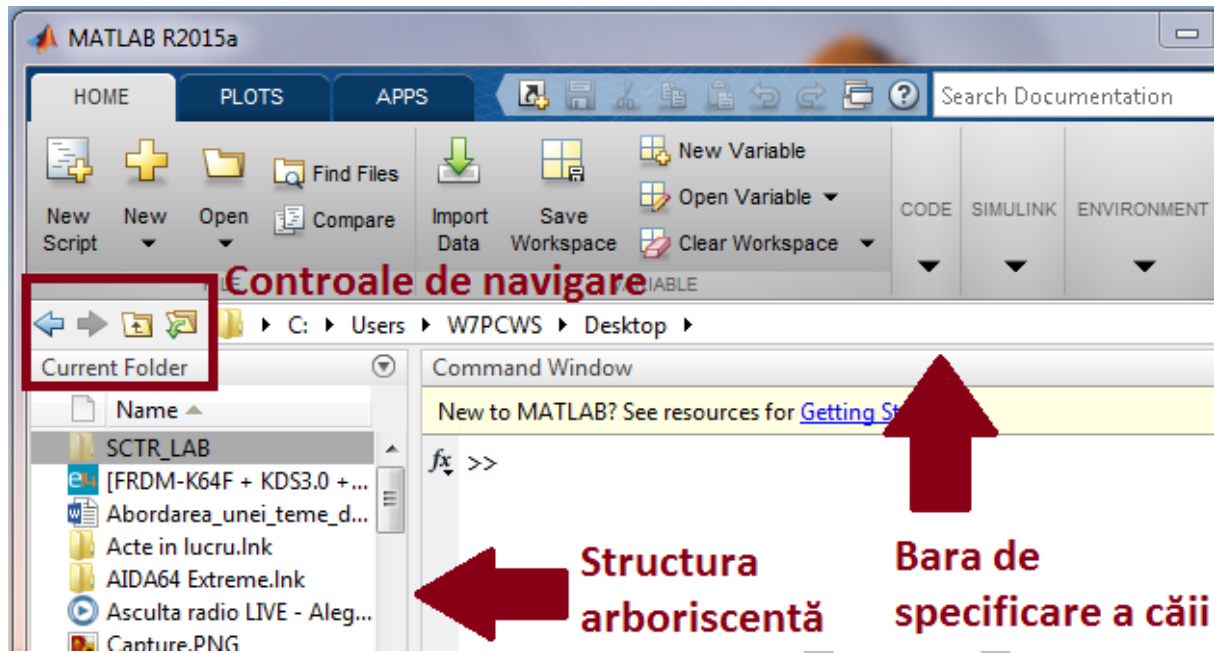 MATLAB R2015a
HOME PLOTS APPS Search Documentation
New Script
New
Open
Find Files
Compare
Import Data
Save Workspace
New Variable
Open Variable
Clear Workspace
CODE SIMULINK ENVIRONMENT
Controale de navigare
C: Users W7PCWS Desktop
Current Folder
Command Window
Name
New to MATLAB? See resources for Getting St
SCTR_LAB
[FRDM-K64F + KDS3.0 +...
Abordarea_unei_teme_d...
Acte in lucru.lnk
AIDA64 Extreme.lnk
Asculta radio LIVE - Aleg...
Capture.PNG
fx >>
Structura
arboriscentă
Bara de
specificare a căii